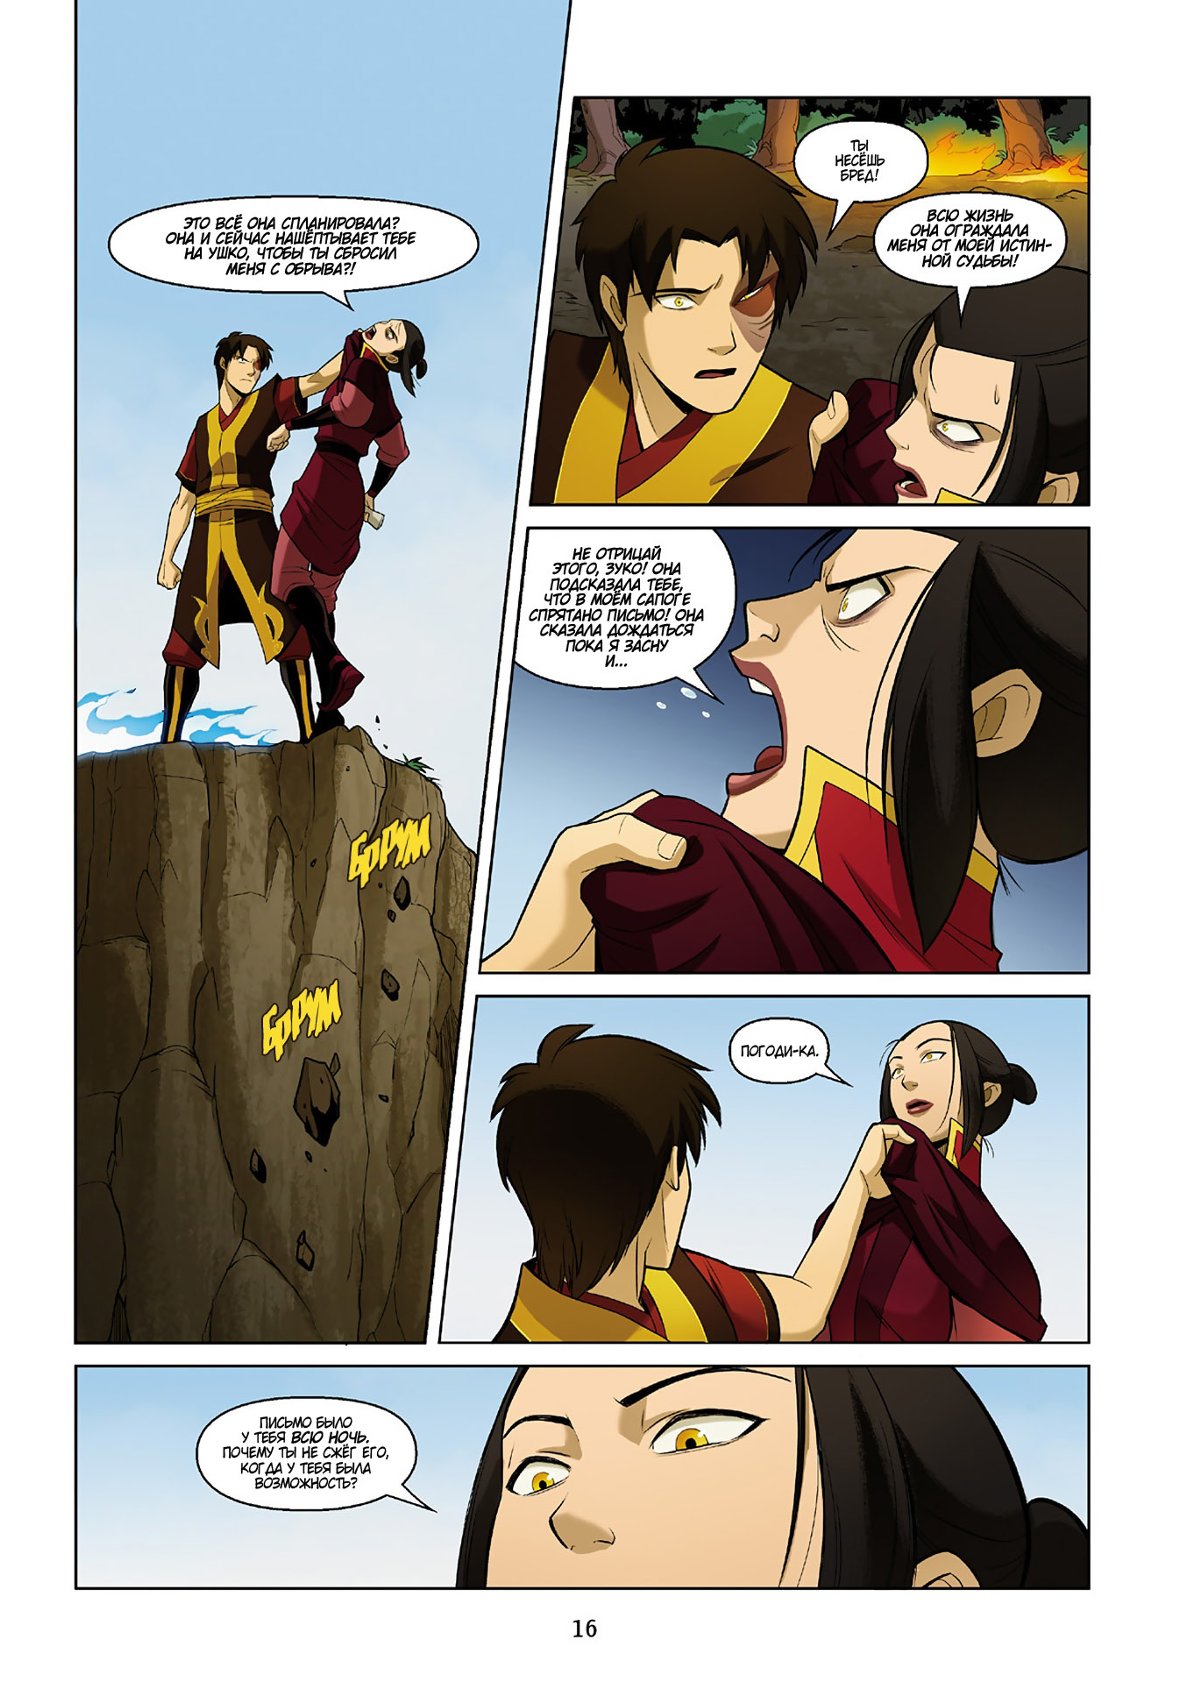 ЭТО ВСЁ ОНА СПЛАНИРОВАЛА?
ОНА И СЕЙЧАС НАШЁПТЫВАЕТ ТЕБЕ
НА УШКО, ЧТОБЫ ТЫ СБРОСИЛ
МЕНЯ С ОБРЫВА?!
БРРУМ
БРРУМ
ТЫ
НЕСЁШЬ
БРЕД!
ВСЮ ЖИЗНЬ
ОНА ОГРАЖДАЛА
МЕНЯ ОТ МОЕЙ ИСТИН-
НОЙ СУДЬБЫ!
НЕ ОТРИЦАЙ
ЭТОГО, ЗУКО! ОНА
ПОДСКАЗАЛА ТЕБЕ,
ЧТО В МОЁМ САПОГЕ
СПРЯТАНО ПИСЬМО! ОНА
СКАЗАЛА ДОЖДАТЬСЯ
ПОКА Я ЗАСНУ
И...
ПОГОДИ-КА.
ПИСЬМО БЫЛО
У ТЕБЯ ВСЮ НОЧЬ.
ПОЧЕМУ ТЫ НЕ СЖЁГ ЕГО,
КОГДА У ТЕБЯ БЫЛА
ВОЗМОЖНОСТЬ?
16